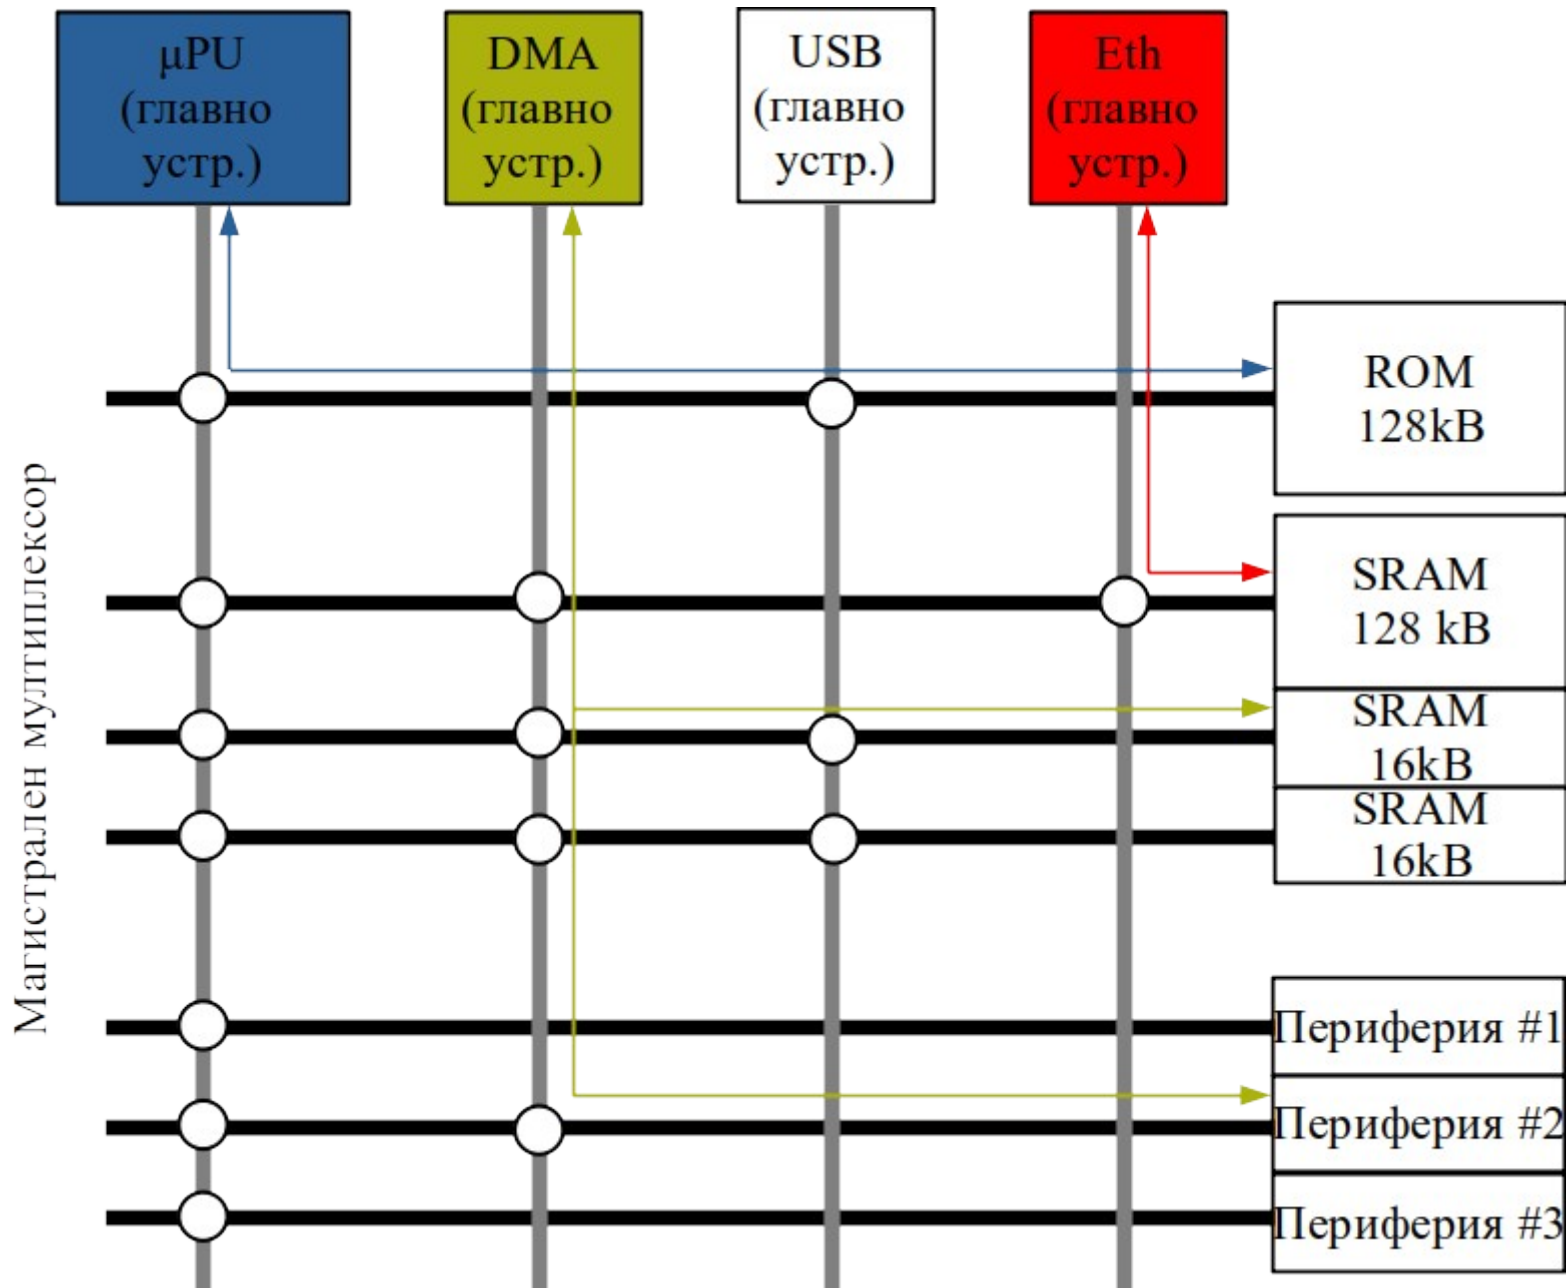 μPU
(главно
устр.)
DMA
(главно
устр.)
USB
(главно
устр.)
Eth
(главно
устр.)
ROM
128kB
SRAM
128 kB
SRAM
16kB
SRAM
16kB
Магистрален мултиплексор
Периферия #1
Периферия #2
Периферия #3